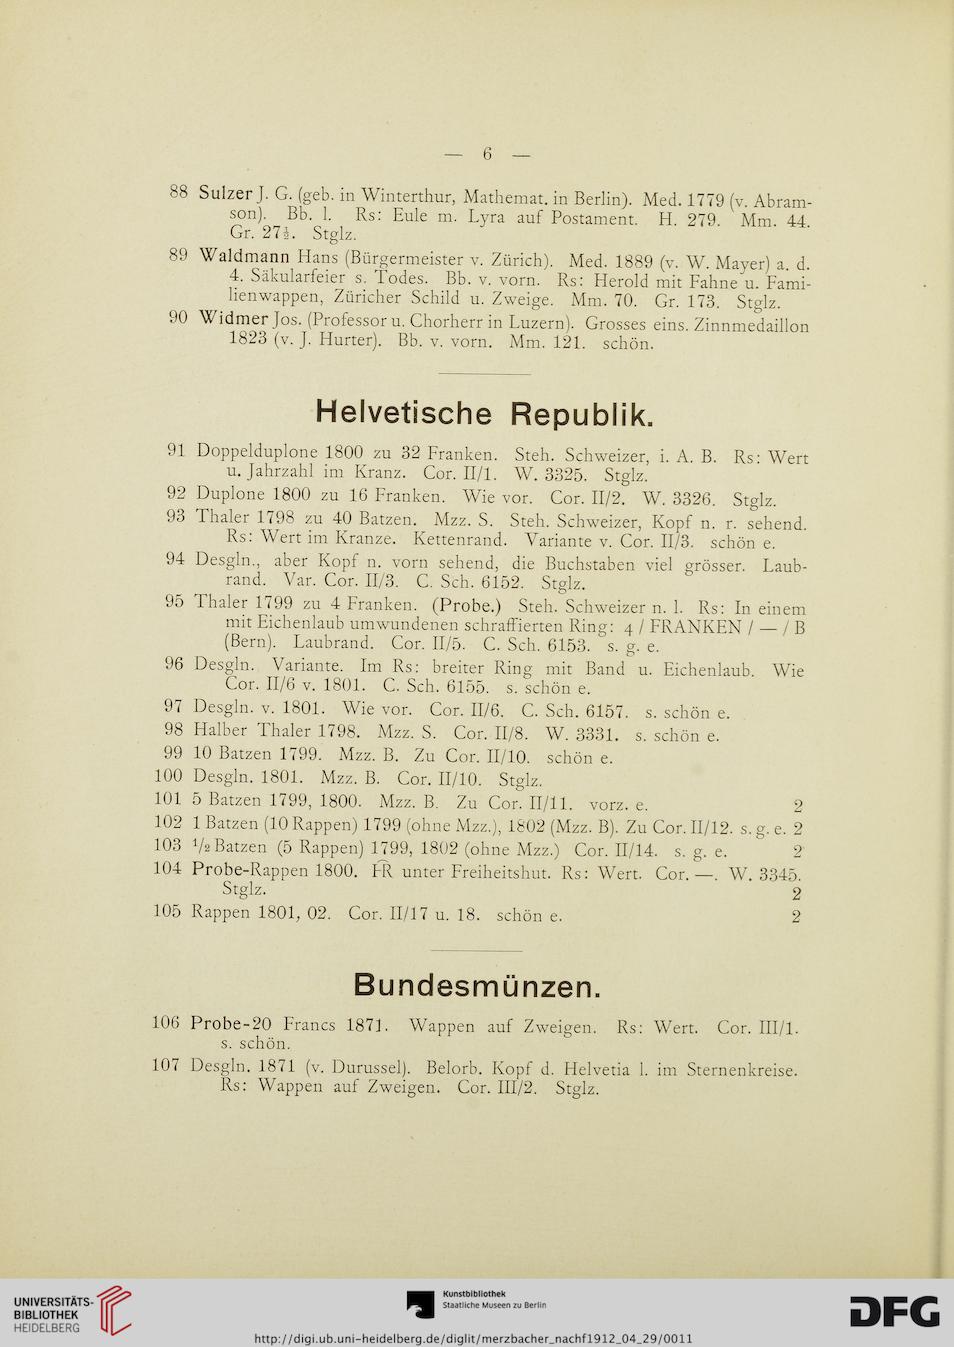 — 6 —
88 Sulzer J. G. (geb. in Winterthur, Mathemat. in Berlin). Med. 1779 (v. Abram-
son). Bb. l. Rs: Eule m. Lyra auf Postament. H. 279. Mm. 44.
Gr. 27½. Stglz.
89 Waldmann Hans (Bürgermeister v. Zürich). Med. 1889 (v. W. Mayer) a. d.
4. Säkularfeier s. Todes. Bb. v. vorn. Rs: Herold mit Fahne u. Fami-
lienwappen, Züricher Schild u. Zweige. Mm. 70. Gr. 173. Stglz.
90 Widmer Jos. (Professor u. Chorherr in Luzern). Grosses eins. Zinnmedaillon
1823 (v. J. Hurter). Bb. v. vorn. Mm. 121. schön.
Helvetische Republik.
91 Doppelduplone 1800 zu 32 Franken. Steh. Schweizer, i. A. B. Rs: Wert
u. Jahrzahl im Kranz. Cor. II/1. W. 3325. Stglz.
92 Duplone 1800 zu 16 Franken. Wie vor. Cor. II/2. W. 3326. Stglz.
93 Thaler 1798 zu 40 Batzen. Mzz. S. Steh. Schweizer, Kopf n. r. sehend.
Rs: Wert im Kranze. Kettenrand. Variante v. Cor. II/3. schön e.
94 Desgln., aber Kopf n. vorn sehend, die Buchstaben viel grösser. Laub-
rand. Var. Cor. II/3. C. Sch. 6152. Stglz.
95 Thaler 1799 zu 4 Franken. (Probe.) Steh. Schweizer n. l. Rs: In einem
mit Eichenlaub umwundenen schraffierten Ring: 4 / FRANKEN / — / B
(Bern). Laubrand. Cor. II/5. C. Sch. 6153. s. g. e.
96 Desgln. Variante. Im Rs: breiter Ring mit Band u. Eichenlaub. Wie
Cor. II/6 v. 1801. C. Sch. 6155. s. schön e.
97 Desgln. v. 1801. Wie vor. Cor. II/6. C. Sch. 6157. s. schön e.
98 Halber Thaler 1798. Mzz. S. Cor. II/8. W. 3331. s. schön e.
99 10 Batzen 1799. Mzz. B. Zu Cor. II/10. schön e.
100 Desgln. 1801. Mzz. B. Cor. II/10. Stglz.
101 5 Batzen 1799, 1800. Mzz. B. Zu Cor. II/11. vorz. e. 2
102 1 Batzen (10 Rappen) 1799 (ohne Mzz.), 1802 (Mzz. B). Zu Cor. II/12. s. g. e. 2
103 ½ Batzen (5 Rappen) 1799, 1802 (ohne Mzz.) Cor. II/14. s. g. e. 2
104 Probe-Rappen 1800. HR unter Freiheitshut. Rs: Wert. Cor. —. W. 3345.
Stglz. 2
105 Rappen 1801, 02. Cor. II/17 u. 18. schön e. 2
Bundesmünzen.
106 Probe-20 Francs 1871. Wappen auf Zweigen. Rs: Wert. Cor. III/1.
s. schön.
107 Desgln. 1871 (v. Durussel). Belorb. Kopf d. Helvetia l. im Sternenkreise.
Rs: Wappen auf Zweigen. Cor. III/2. Stglz.
UNIVERSITÄTS-
BIBLIOTHEK
HEIDELBERG
Kunstbibliothek
Staatliche Museen zu Berlin
DFG
http://digi.ub.uni-heidelberg.de/diglit/merzbacher_nachf1912_04_29/0011